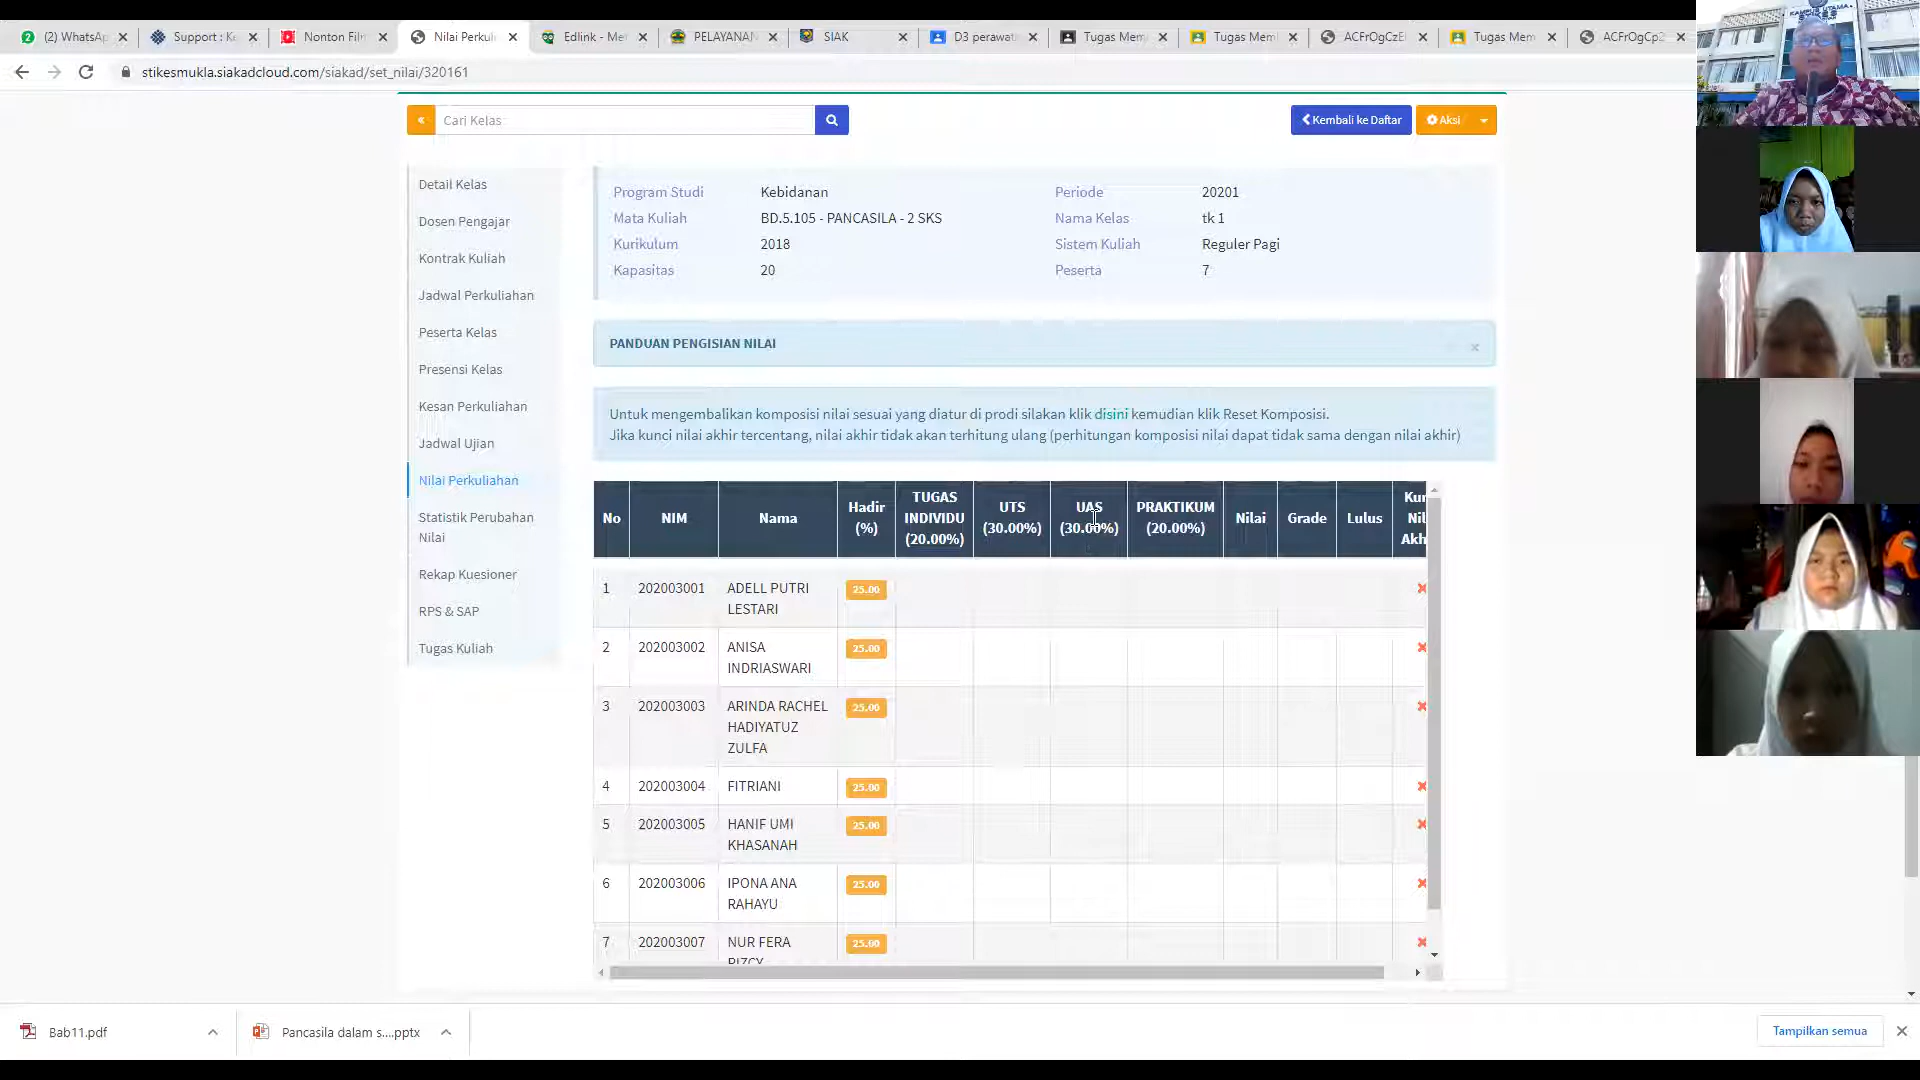 (2) WhatsAp
Support : Ke
Nonton Film
Nilai Perkuli
Edlink - Me
PELAYANAN
SIAK
D3 perawat
Tugas Mem
Tugas Mem
ACFrOgCzE
Tugas Mem
ACFrOgCp2
stikesmukla.siakadcloud.com/siakad/set_nilai/320161
KAMPUS UTAMA
Cari Kelas
Kembali ke Daftar
Aksi
Detail Kelas
Dosen Pengajar
Kontrak Kuliah
Jadwal Perkuliahan
Peserta Kelas
Presensi Kelas
Kesan Perkuliahan
Jadwal Ujian
Nilai Perkuliahan
Statistik Perubahan
Nilai
Rekap Kuesioner
RPS & SAP
Tugas Kuliah
Program Studi Kebidanan Periode 20201
Mata Kuliah BD.5.105 - PANCASILA - 2 SKS Nama Kelas tk 1
Kurikulum 2018 Sistem Kuliah Reguler Pagi
Kapasitas 20 Peserta 7
PANDUAN PENGISIAN NILAI
Untuk mengembalikan komposisi nilai sesuai yang diatur di prodi silakan klik disini kemudian klik Reset Komposisi.
Jika kunci nilai akhir tercentang, nilai akhir tidak akan terhitung ulang (perhitungan komposisi nilai dapat tidak sama dengan nilai akhir)
No NIM Nama Hadir (%) TUGAS INDIVIDU (20.00%) UTS (30.00%) UAS (30.00%) PRAKTIKUM (20.00%) Nilai Grade Lulus Kun Nil Akh
1 202003001 ADELL PUTRI LESTARI 25.00
2 202003002 ANISA INDRIASWARI 25.00
3 202003003 ARINDA RACHEL HADIYATUZ ZULFA 25.00
4 202003004 FITRIANI 25.00
5 202003005 HANIF UMI KHASANAH 25.00
6 202003006 IPONA ANA RAHAYU 25.00
7 202003007 NUR FERA RIZCY 25.00
Bab11.pdf
Pancasila dalam s....pptx
Tampilkan semua